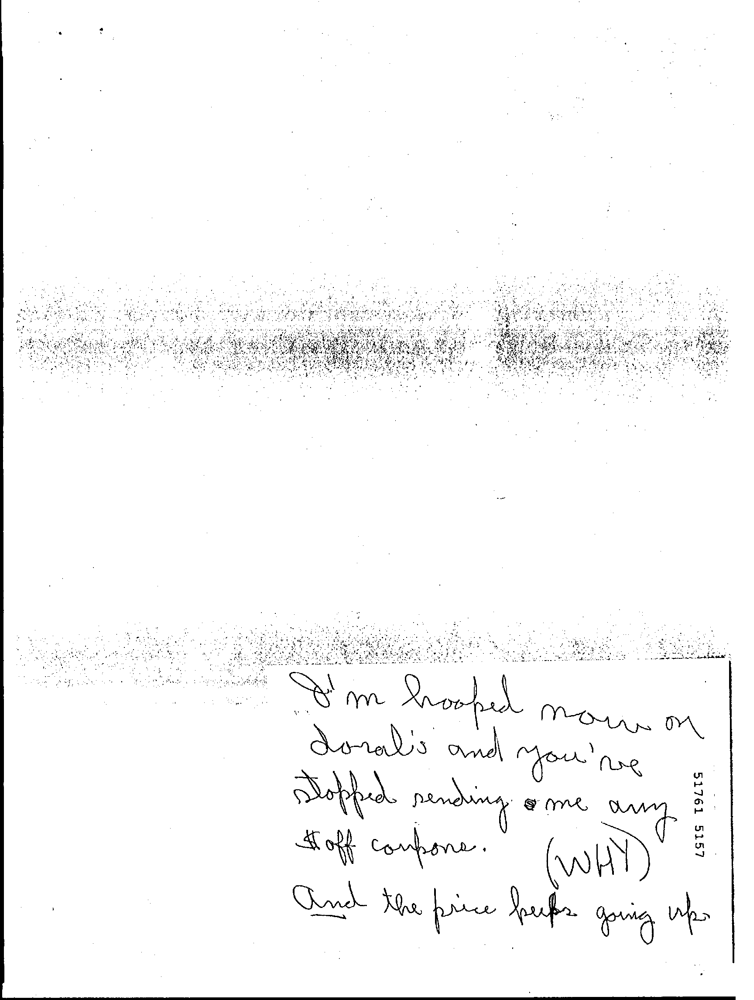 I'm hooked now on
doral's and you've
stopped sending me any
$ off coupons. (WHY)
And the price keeps going up.
51761 5157